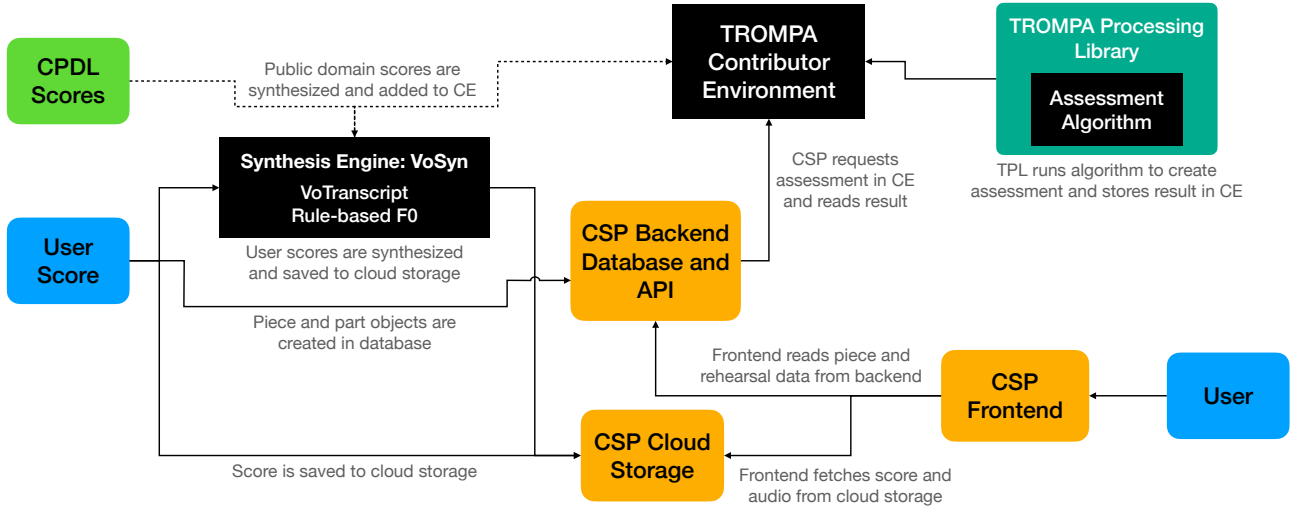 CPDL
Scores
Public domain scores are
synthesized and added to CE
TROMPA
Contributor
Environment
TROMPA Processing
Library
Assessment
Algorithm
TPL runs algorithm to create
assessment and stores result in CE
Synthesis Engine: VoSyn
VoTranscript
Rule-based F0
User scores are synthesized
and saved to cloud storage
CSP requests
assessment in CE
and reads result
User
Score
CSP Backend
Database and
API
Piece and part objects are
created in database
Frontend reads piece and
rehearsal data from backend
CSP
Frontend
User
CSP Cloud
Storage
Score is saved to cloud storage
Frontend fetches score and
audio from cloud storage